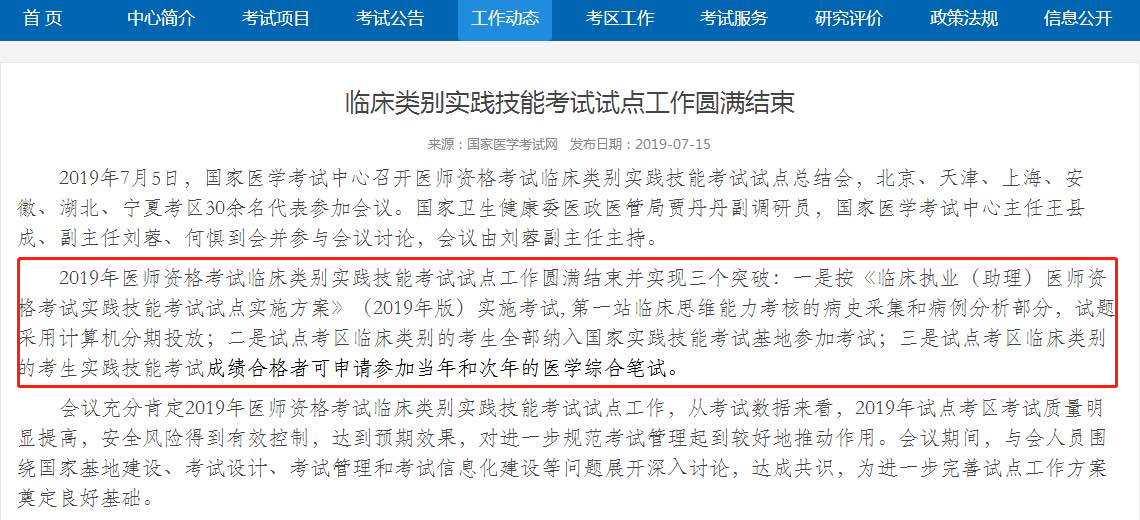 首 页 中心简介 考试项目 考试公告 工作动态 考区工作 考试服务 研究评价 政策法规 信息公开
临床类别实践技能考试试点工作圆满结束
来源：国家医学考试网 发布日期：2019-07-15
2019年7月5日，国家医学考试中心召开医师资格考试临床类别实践技能考试试点总结会，北京、天津、上海、安
徽、湖北、宁夏考区30余名代表参加会议。国家卫生健康委医政医管局贾丹丹副调研员，国家医学考试中心主任王县
成、副主任刘蓉、何惧到会并参与会议讨论，会议由刘蓉副主任主持。
2019年医师资格考试临床类别实践技能考试试点工作圆满结束并实现三个突破：一是按《临床执业（助理）医师资
格考试实践技能考试试点实施方案》（2019年版）实施考试,第一站临床思维能力考核的病史采集和病例分析部分，试题
采用计算机分期投放；二是试点考区临床类别的考生全部纳入国家实践技能考试基地参加考试；三是试点考区临床类别
的考生实践技能考试成绩合格者可申请参加当年和次年的医学综合笔试。
会议充分肯定2019年医师资格考试临床类别实践技能考试试点工作，从考试数据来看，2019年试点考区考试质量明
显提高，安全风险得到有效控制，达到预期效果，对进一步规范考试管理起到较好地推动作用。会议期间，与会人员围
绕国家基地建设、考试设计、考试管理和考试信息化建设等问题展开深入讨论，达成共识，为进一步完善试点工作方案
奠定良好基础。